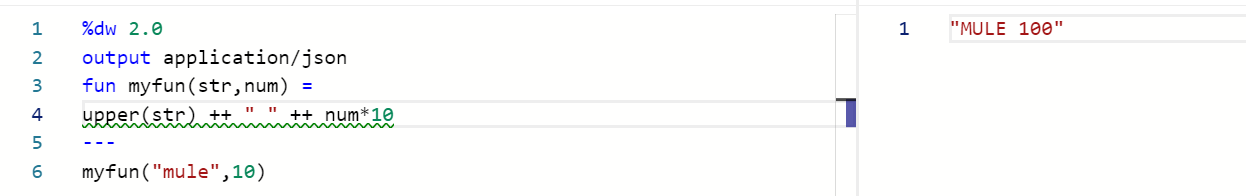 1 %dw 2.0
2 output application/json
3 fun myfun(str,num) =
4 upper(str) ++ " " ++ num*10
5 ---
6 myfun("mule",10)
1 "MULE 100"